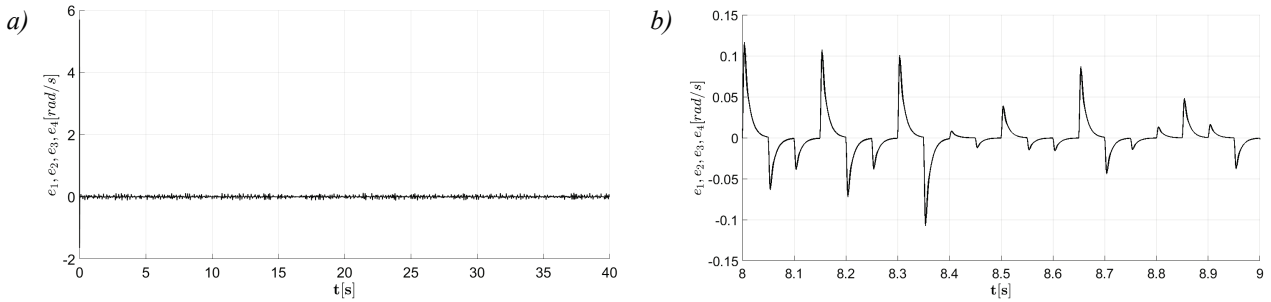 a)
6
4
2
0
-2
e₁, e₂, e₃, e₄[rad/s]
0 5 10 15 20 25 30 35 40
t[s]
b)
0.15
0.1
0.05
0
-0.05
-0.1
-0.15
e₁, e₂, e₃, e₄[rad/s]
8 8.1 8.2 8.3 8.4 8.5 8.6 8.7 8.8 8.9 9
t[s]